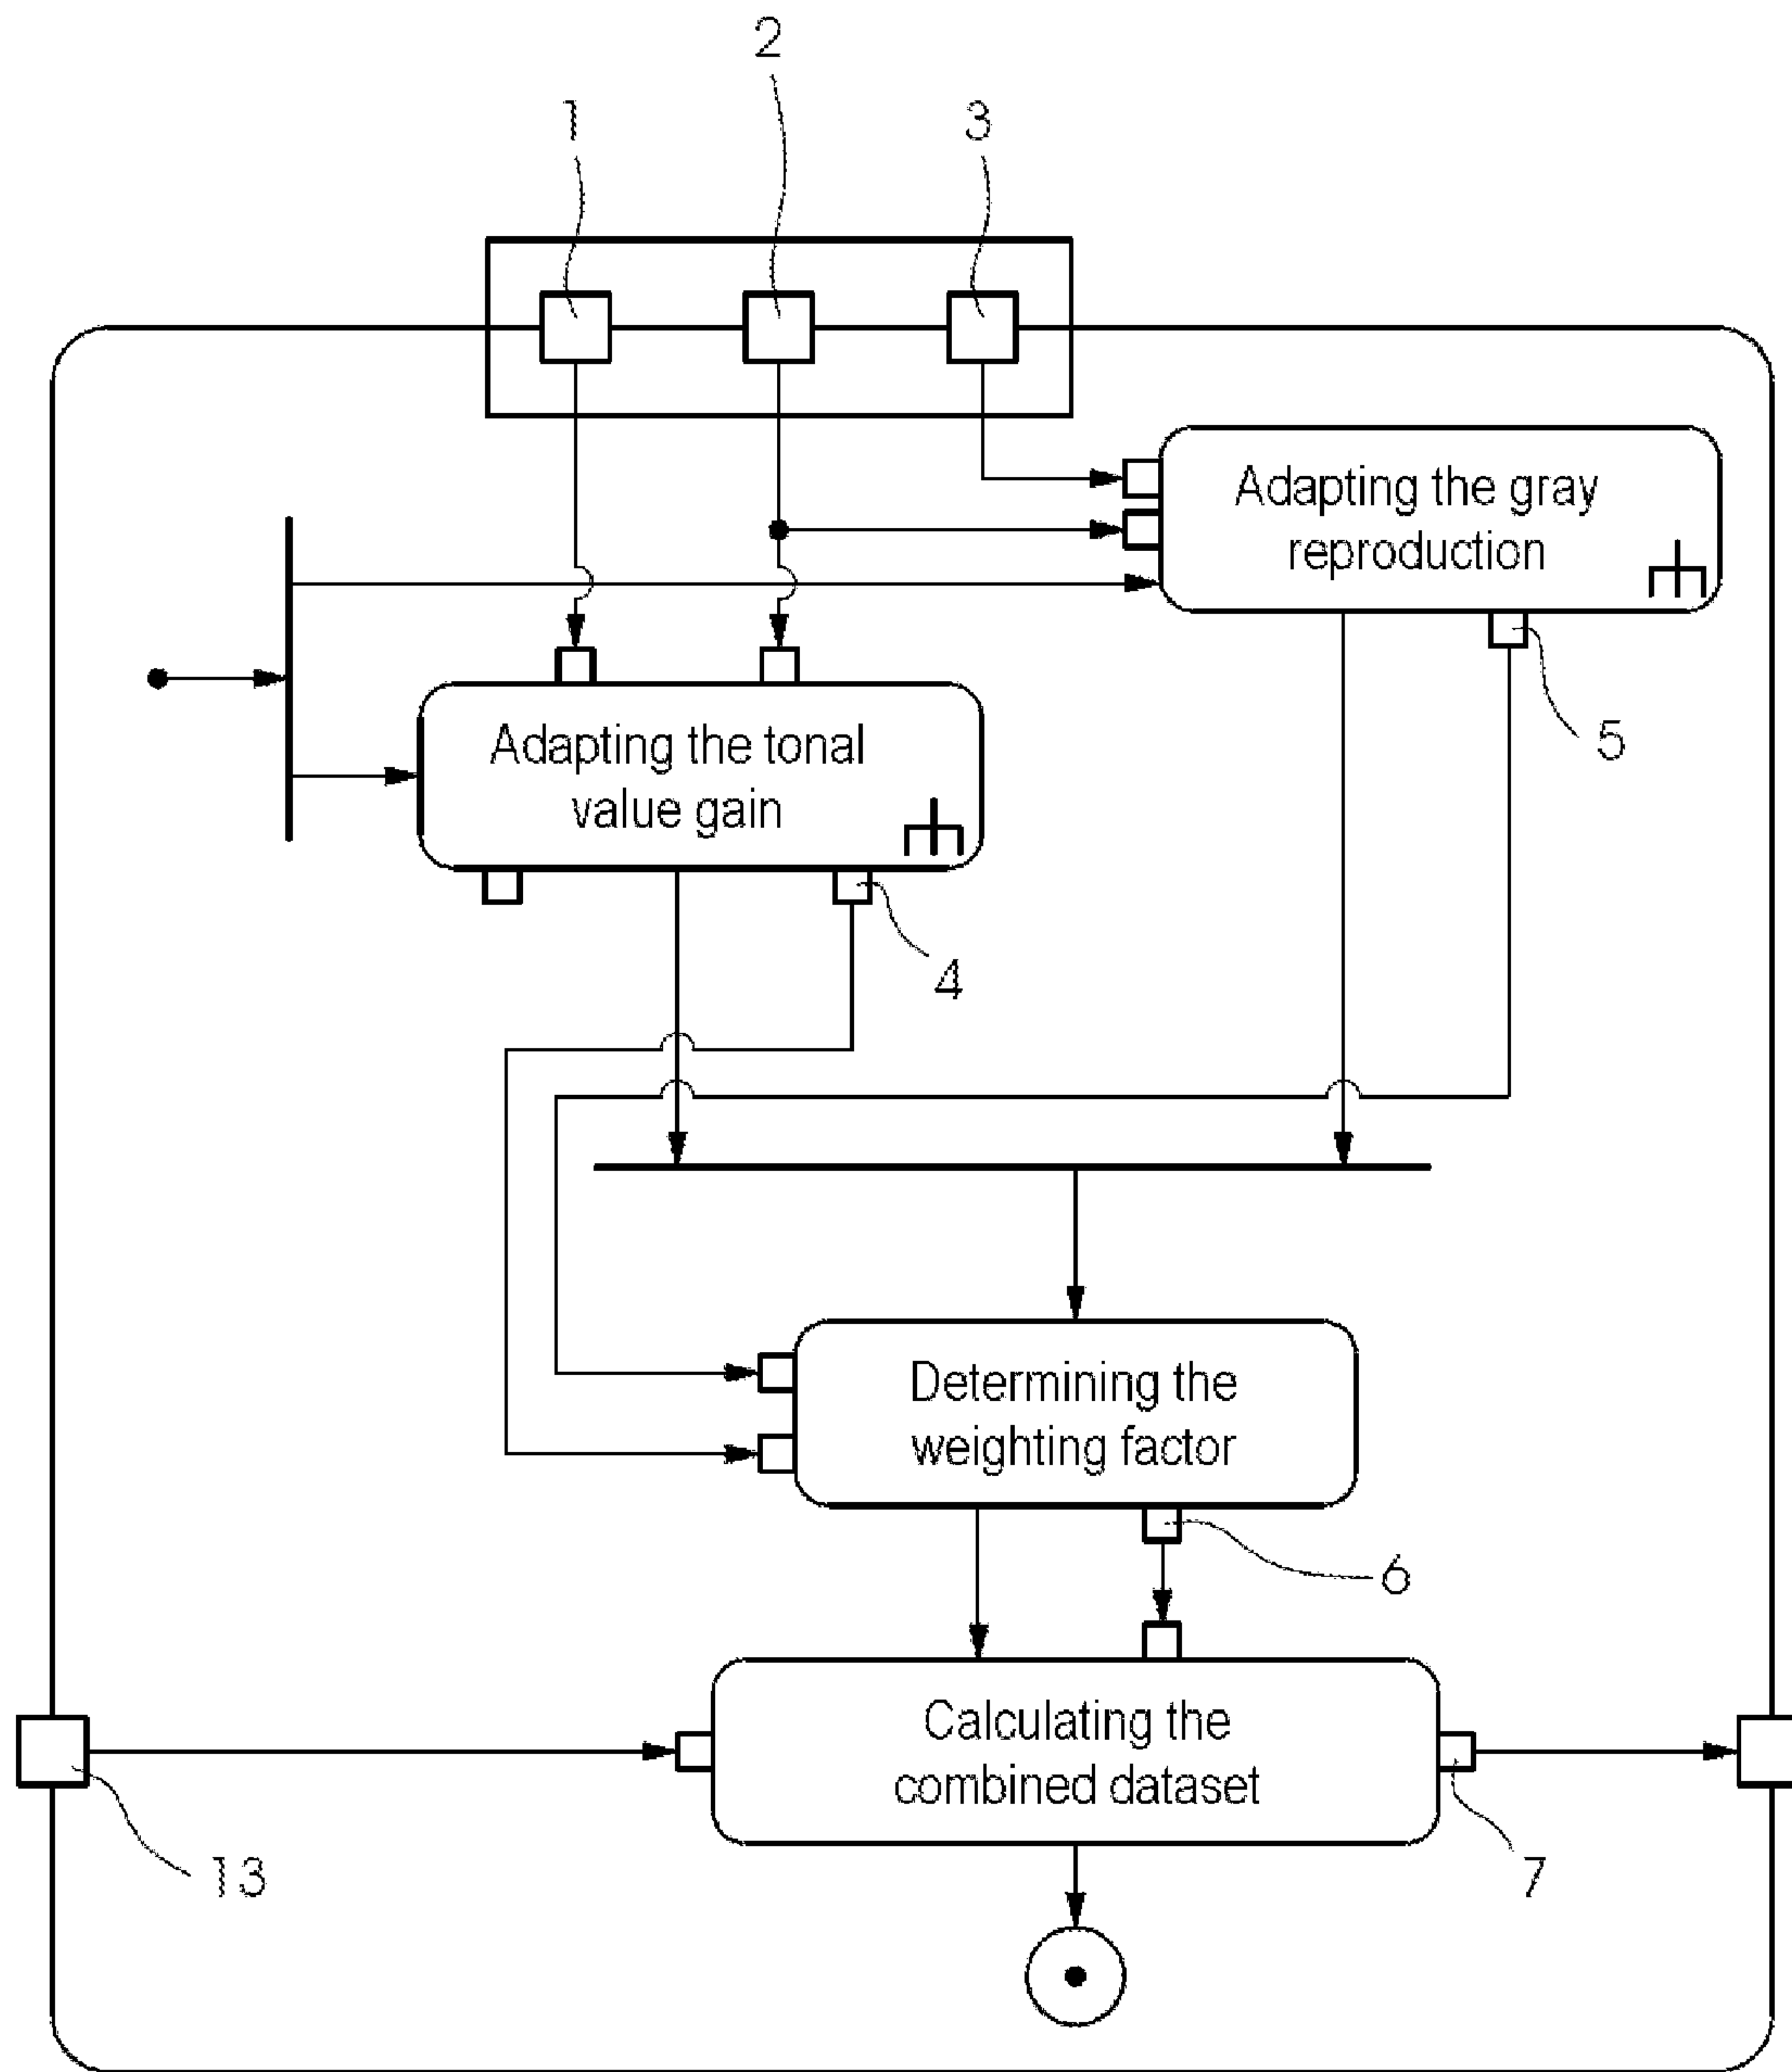 2
1
3
Adapting the gray
reproduction
5
Adapting the tonal
value gain
4
Determining the
weighting factor
6
Calculating the
combined dataset
13
7